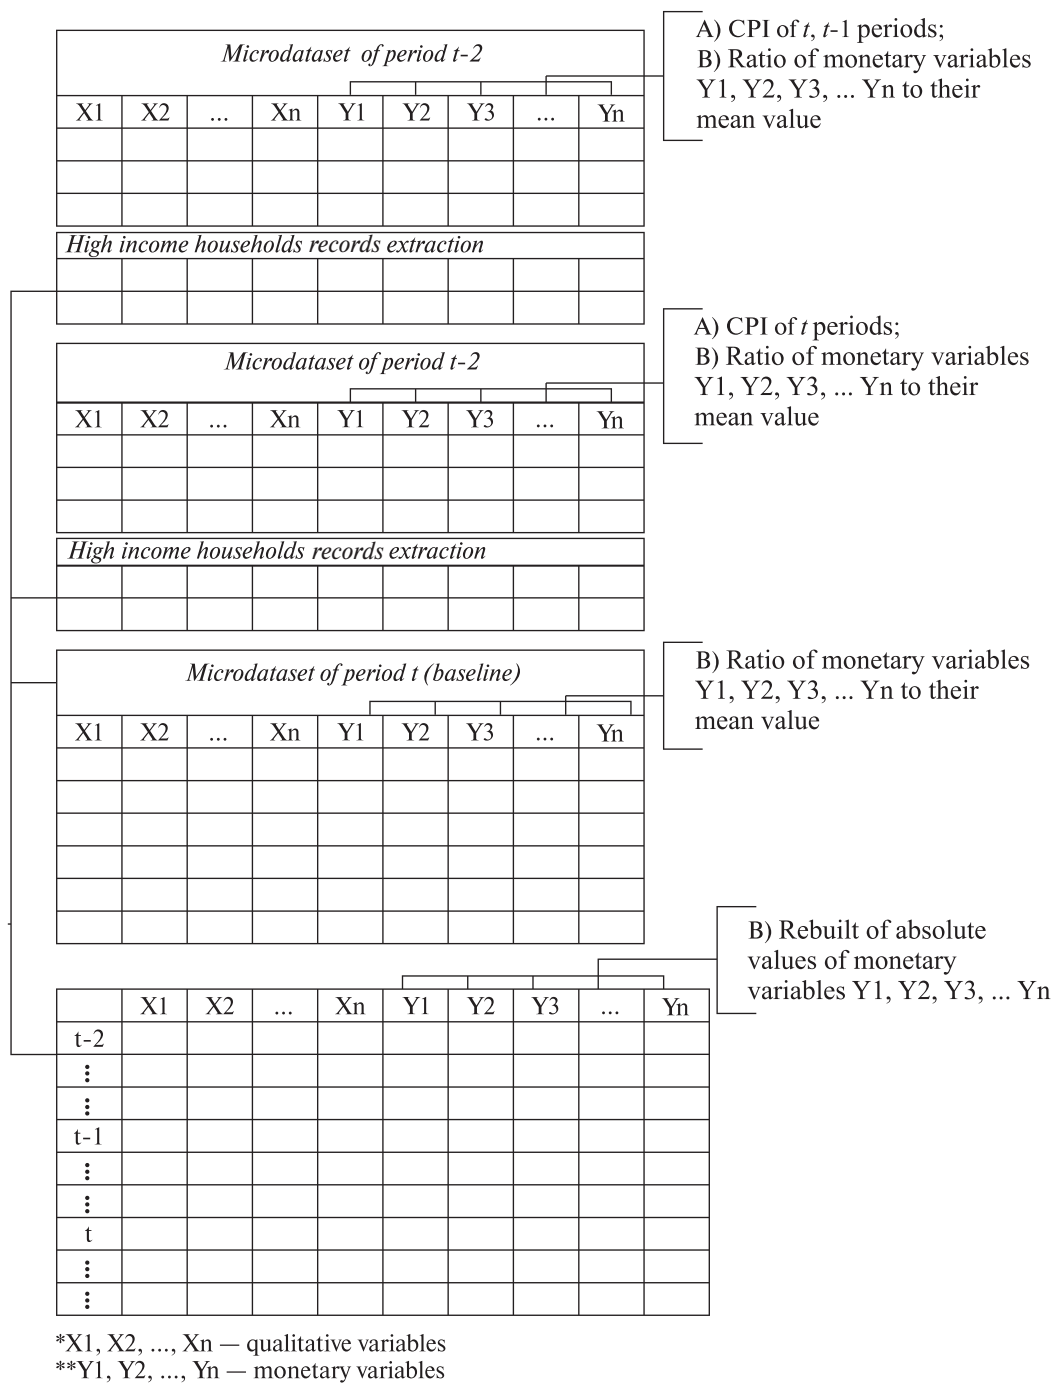 Microdataset of period t-2
A) CPI of t, t-1 periods;
B) Ratio of monetary variables
Y1, Y2, Y3, ... Yn to their
mean value
X1 X2 ... Xn Y1 Y2 Y3 ... Yn
High income households records extraction
Microdataset of period t-2
A) CPI of t periods;
B) Ratio of monetary variables
Y1, Y2, Y3, ... Yn to their
mean value
X1 X2 ... Xn Y1 Y2 Y3 ... Yn
High income households records extraction
Microdataset of period t (baseline)
B) Ratio of monetary variables
Y1, Y2, Y3, ... Yn to their
mean value
X1 X2 ... Xn Y1 Y2 Y3 ... Yn
B) Rebuilt of absolute
values of monetary
variables Y1, Y2, Y3, ... Yn
X1 X2 ... Xn Y1 Y2 Y3 ... Yn
t-2
⋮
⋮
t-1
⋮
⋮
t
⋮
⋮
*X1, X2, ..., Xn — qualitative variables
**Y1, Y2, ..., Yn — monetary variables